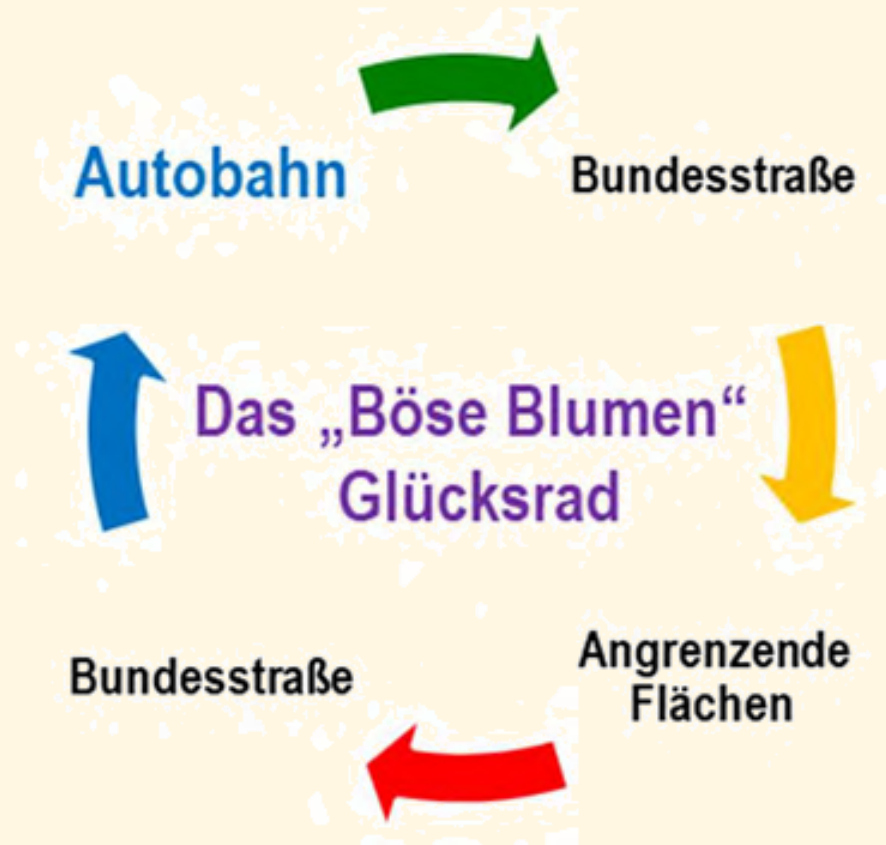 Autobahn
Bundesstraße
Das „Böse Blumen“
Glücksrad
Bundesstraße
Angrenzende
Flächen